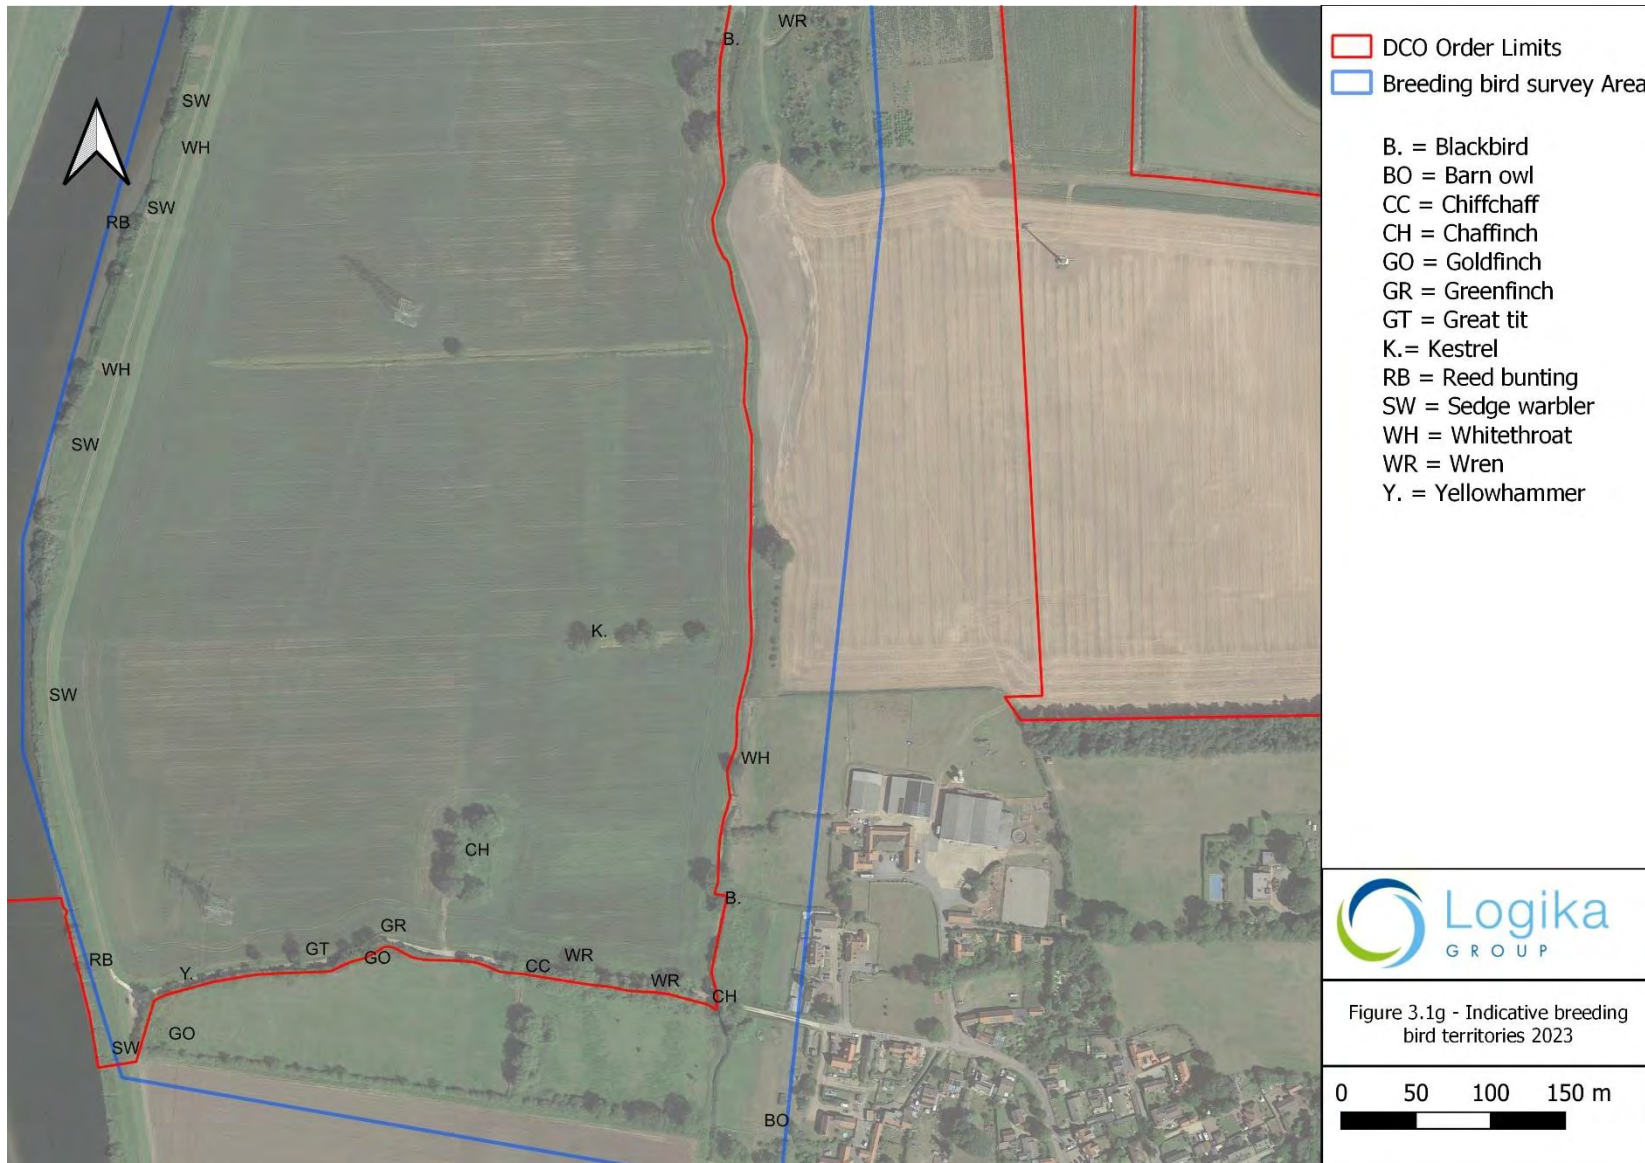 B.
WR
SW
WH
SW
RB
WH
SW
K.
SW
WH
CH
B.
GR
GT
GO
WR
CC
RB
Y.
WR
CH
GO
SW
BO
DCO Order Limits
Breeding bird survey Area
B. = Blackbird
BO = Barn owl
CC = Chiffchaff
CH = Chaffinch
GO = Goldfinch
GR = Greenfinch
GT = Great tit
K.= Kestrel
RB = Reed bunting
SW = Sedge warbler
WH = Whitethroat
WR = Wren
Y. = Yellowhammer
Logika
GROUP
Figure 3.1g - Indicative breeding
bird territories 2023
0 50 100 150 m